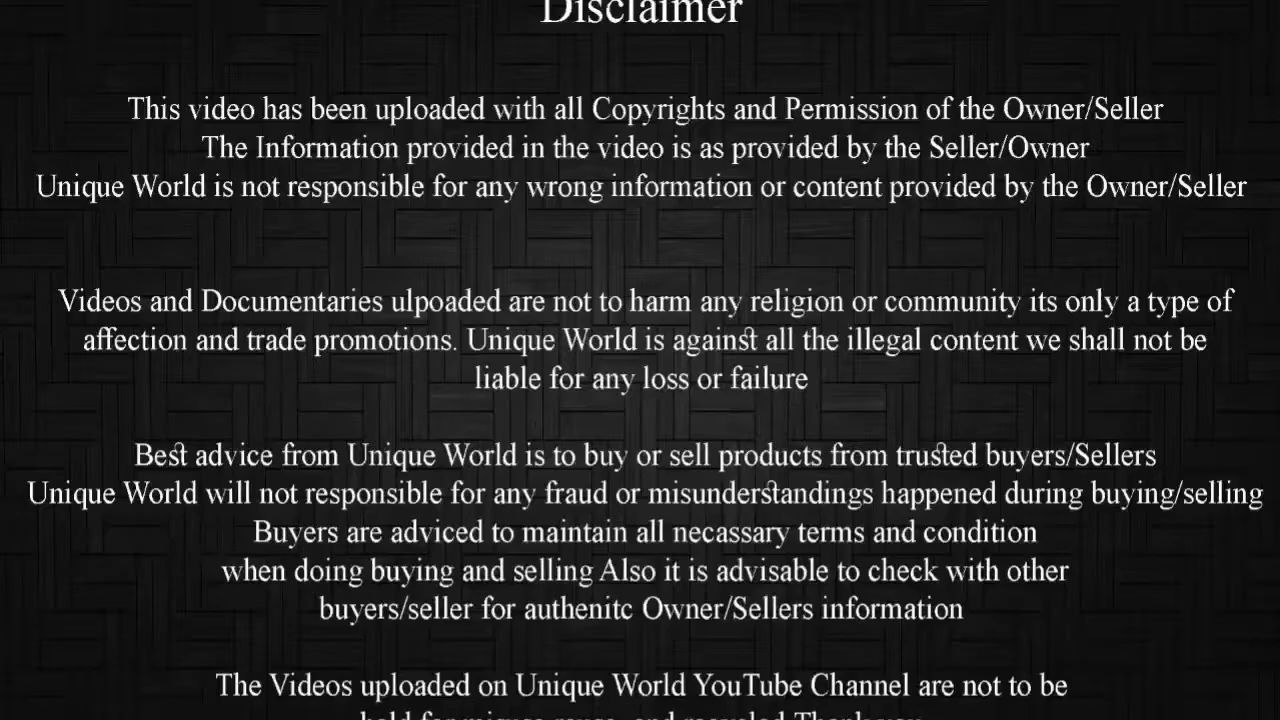 Disclaimer
This video has been uploaded with all Copyrights and Permission of the Owner/Seller
The Information provided in the video is as provided by the Seller/Owner
Unique World is not responsible for any wrong information or content provided by the Owner/Seller
Videos and Documentaries ulpoaded are not to harm any religion or community its only a type of
affection and trade promotions. Unique World is against all the illegal content we shall not be
liable for any loss or failure
Best advice from Unique World is to buy or sell products from trusted buyers/Sellers
Unique World will not responsible for any fraud or misunderstandings happened during buying/selling
Buyers are adviced to maintain all necassary terms and condition
when doing buying and selling Also it is advisable to check with other
buyers/seller for authenitc Owner/Sellers information
The Videos uploaded on Unique World YouTube Channel are not to be